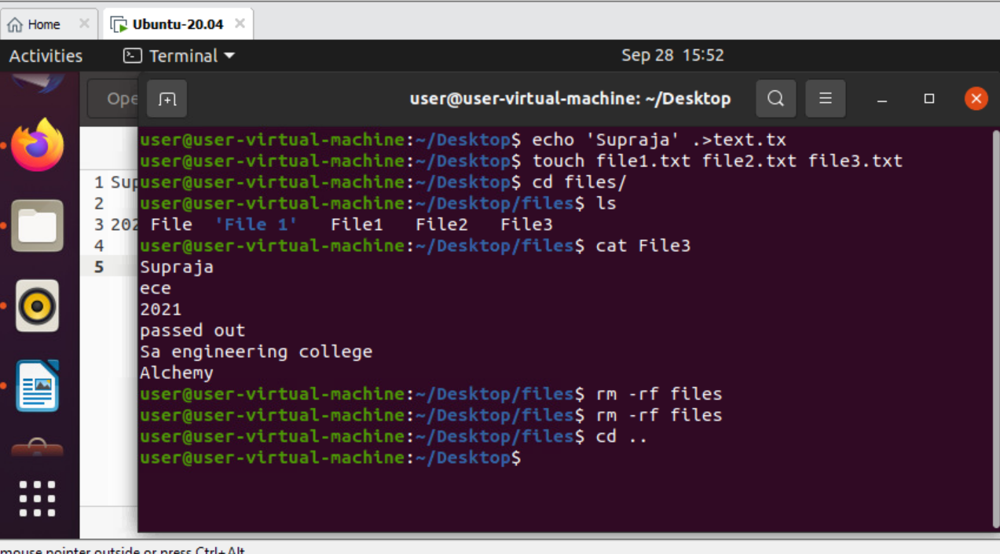 Home
Ubuntu-20.04
Activities Terminal Sep 28 15:52
Ope user@user-virtual-machine: ~/Desktop
user@user-virtual-machine:~/Desktop$ echo 'Supraja' .>text.tx
user@user-virtual-machine:~/Desktop$ touch file1.txt file2.txt file3.txt
1 Sup user@user-virtual-machine:~/Desktop$ cd files/
2 user@user-virtual-machine:~/Desktop/files$ ls
3 202 File 'File 1' File1 File2 File3
4 user@user-virtual-machine:~/Desktop/files$ cat File3
5 Supraja
ece
2021
passed out
Sa engineering college
Alchemy
user@user-virtual-machine:~/Desktop/files$ rm -rf files
user@user-virtual-machine:~/Desktop/files$ rm -rf files
user@user-virtual-machine:~/Desktop/files$ cd ..
user@user-virtual-machine:~/Desktop$
mouse pointer outside or press Ctrl+Alt